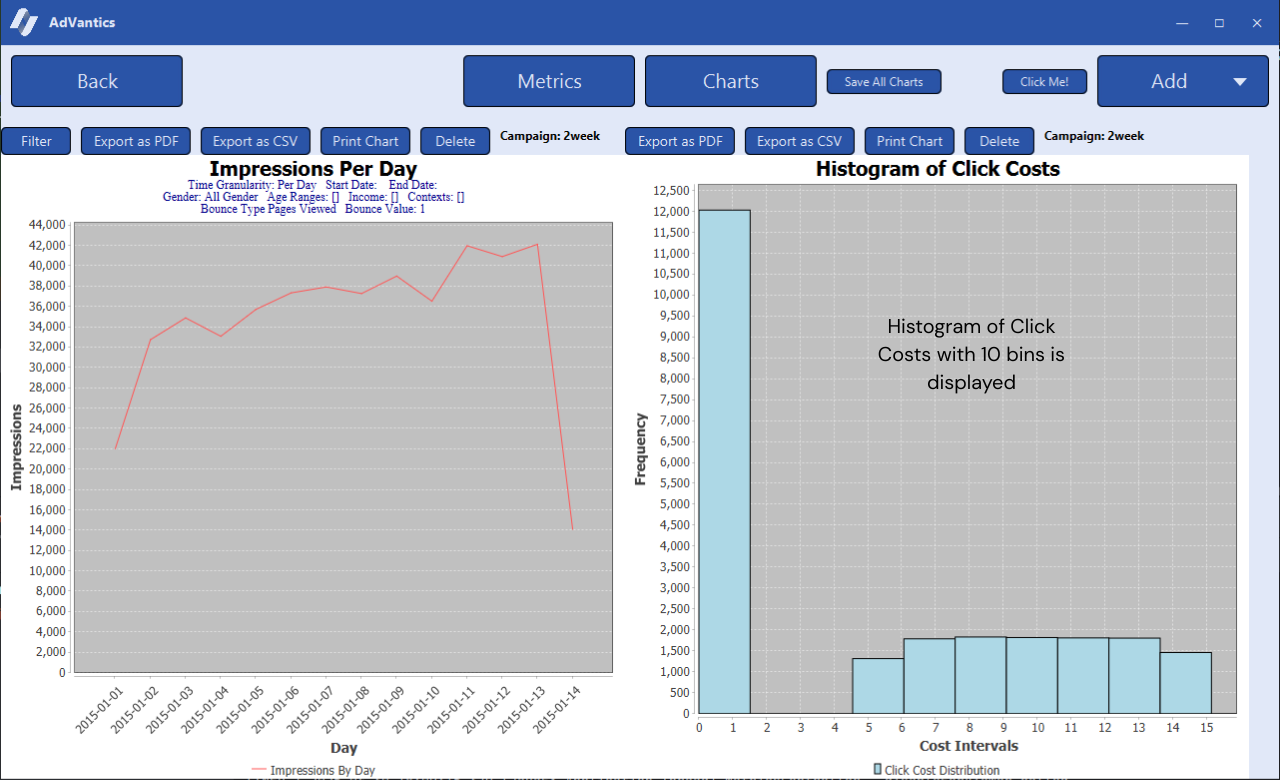 AdVantics
Back
Metrics
Charts
Save All Charts
Click Me!
Add
Filter
Export as PDF
Export as CSV
Print Chart
Delete
Campaign: 2week
Export as PDF
Export as CSV
Print Chart
Delete
Campaign: 2week
Impressions Per Day
Time Granularity: Per Day Start Date: End Date:
Gender: All Gender Age Ranges: [] Income: [] Contexts: []
Bounce Type Pages Viewed Bounce Value: 1
44,000
42,000
40,000
38,000
36,000
34,000
32,000
30,000
28,000
26,000
24,000
22,000
20,000
18,000
16,000
14,000
12,000
10,000
8,000
6,000
4,000
2,000
0
Impressions
2015-01-01
2015-01-02
2015-01-03
2015-01-04
2015-01-05
2015-01-06
2015-01-07
2015-01-08
2015-01-09
2015-01-10
2015-01-11
2015-01-12
2015-01-13
2015-01-14
Day
Impressions By Day
Histogram of Click Costs
12,500
12,000
11,500
11,000
10,500
10,000
9,500
9,000
8,500
8,000
7,500
7,000
6,500
6,000
5,500
5,000
4,500
4,000
3,500
3,000
2,500
2,000
1,500
1,000
500
0
Frequency
Histogram of Click
Costs with 10 bins is
displayed
0 1 2 3 4 5 6 7 8 9 10 11 12 13 14 15
Cost Intervals
Click Cost Distribution